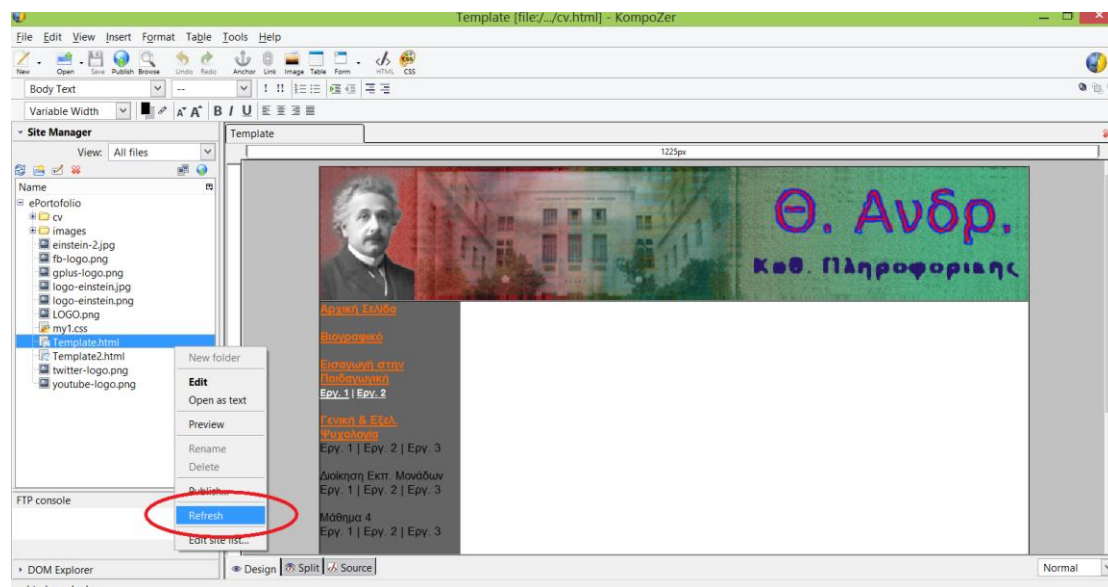 Template [file:/.../cv.html] - KompoZer
File Edit View Insert Format Table Tools Help
New Open Save Publish Browse Undo Redo Anchor Link Image Table Form HTML CSS
Body Text --
Variable Width A A B I U
Site Manager
View: All files
Name
ePortofolio
cv
images
einstein-2.jpg
fb-logo.png
gplus-logo.png
logo-einstein.jpg
logo-einstein.png
LOGO.png
my1.css
Template.html
Template2.html
twitter-logo.png
youtube-logo.png
New folder
Edit
Open as text
Preview
Rename
Delete
Publish...
Refresh
Edit site list...
FTP console
DOM Explorer
Template
1225px
Θ. Ανδρ.
Καθ. Πληροφορικης
Αρχική Σελίδα
Βιογραφικό
Εισαγωγή στην
Παιδαγωγική
Εργ. 1 | Εργ. 2
Γενική & Εξελ.
Ψυχολογία
Εργ. 1 | Εργ. 2 | Εργ. 3
Διοίκηση Εκπ. Μονάδων
Εργ. 1 | Εργ. 2 | Εργ. 3
Μάθημα 4
Εργ. 1 | Εργ. 2 | Εργ. 3
Design Split Source
Normal